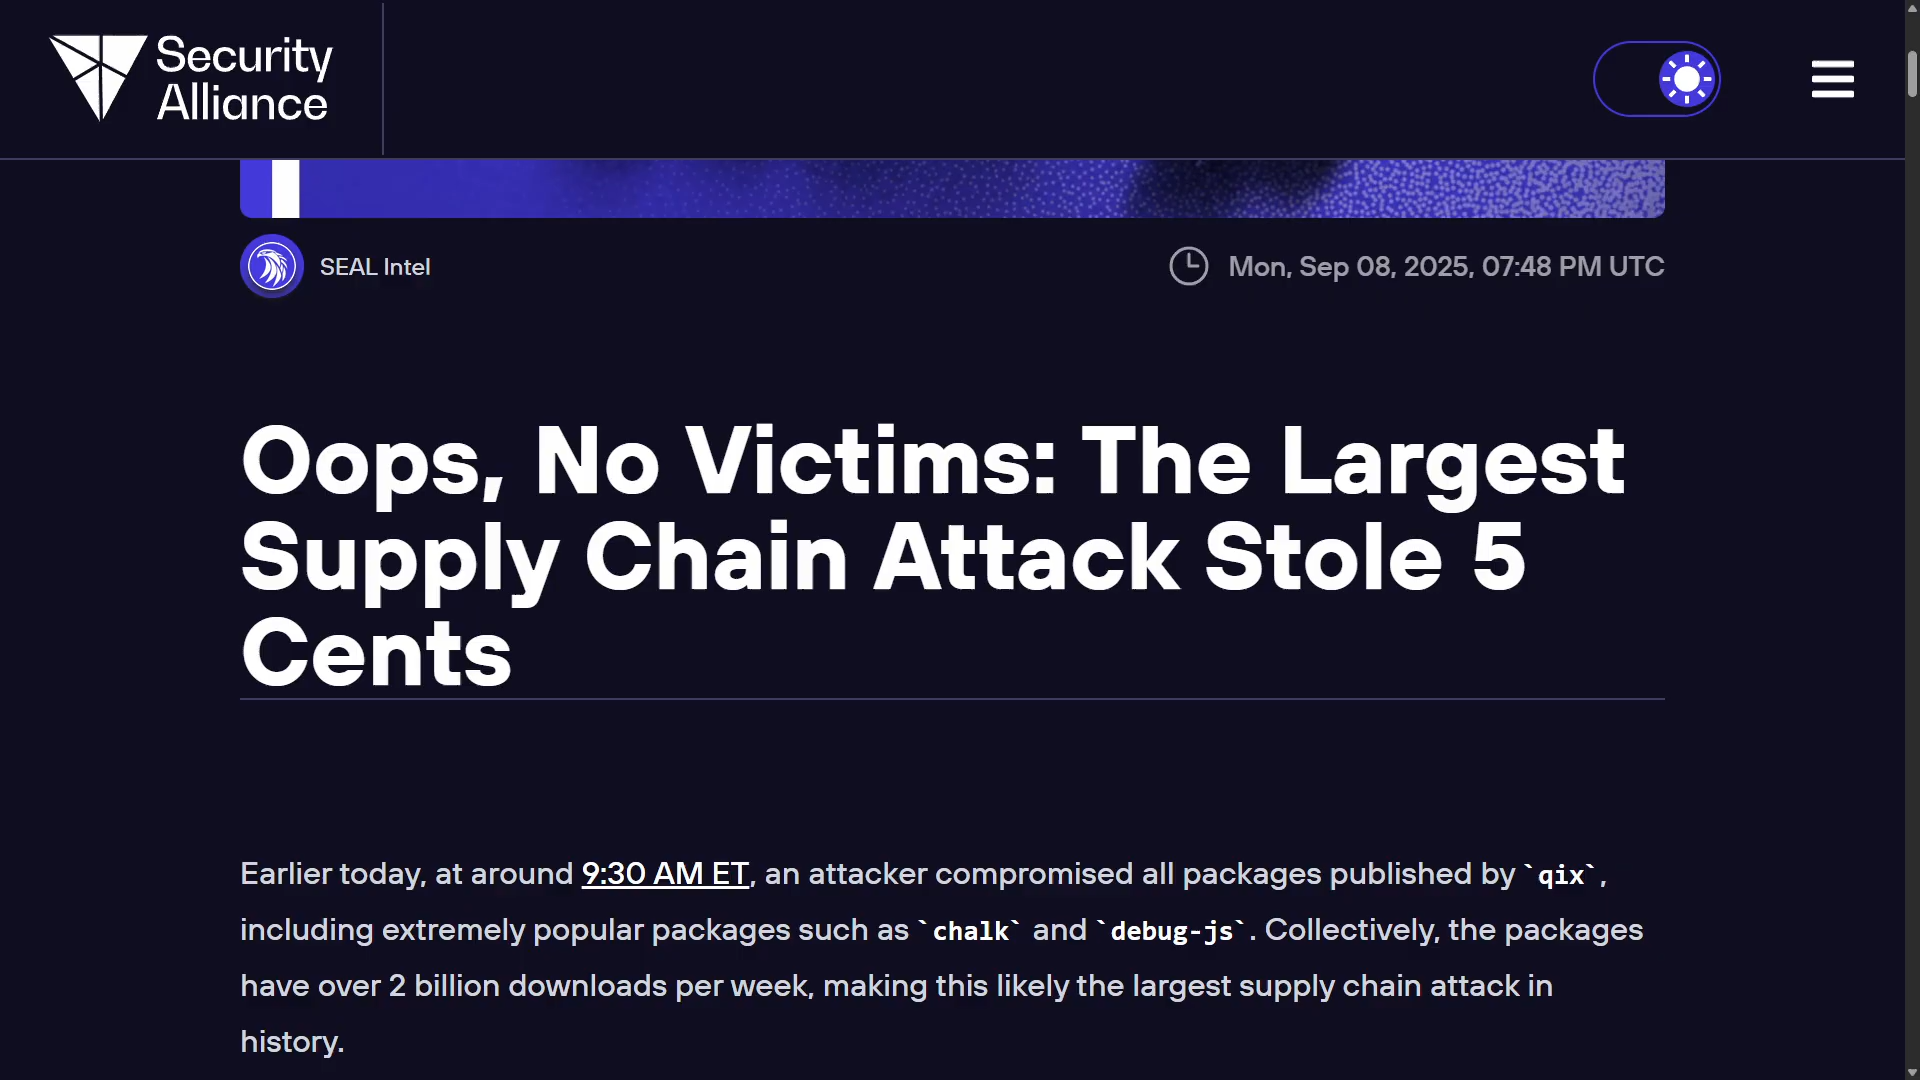 Security
Alliance
SEAL Intel
Mon, Sep 08, 2025, 07:48 PM UTC
Oops, No Victims: The Largest
Supply Chain Attack Stole 5
Cents
Earlier today, at around 9:30 AM ET, an attacker compromised all packages published by `qix`,
including extremely popular packages such as `chalk` and `debug-js`. Collectively, the packages
have over 2 billion downloads per week, making this likely the largest supply chain attack in
history.